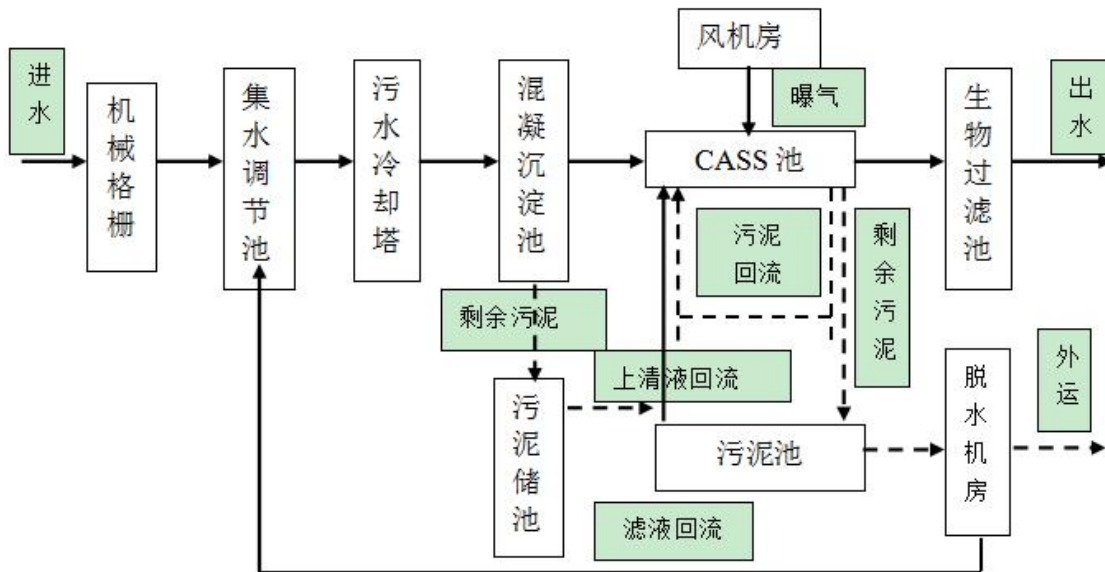 风机房
进水
曝气
出水
机械格栅
集水调节池
污水冷却塔
混凝沉淀池
CASS 池
生物过滤池
污泥
回流
剩余污泥
剩余污泥
上清液回流
外运
脱水机房
污泥储池
污泥池
滤液回流